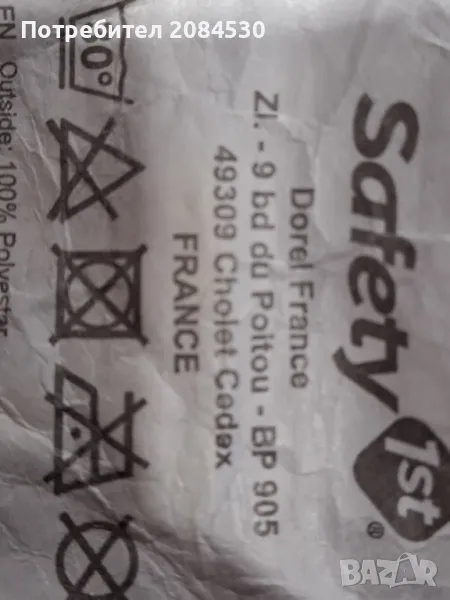 Потребител 2084530
Safety 1st®
Dorel France
ZI. - 9 bd du Poitou - BP 905
49309 Cholet Cedex
FRANCE
EN Outside: 100% Polyester
BAZAR